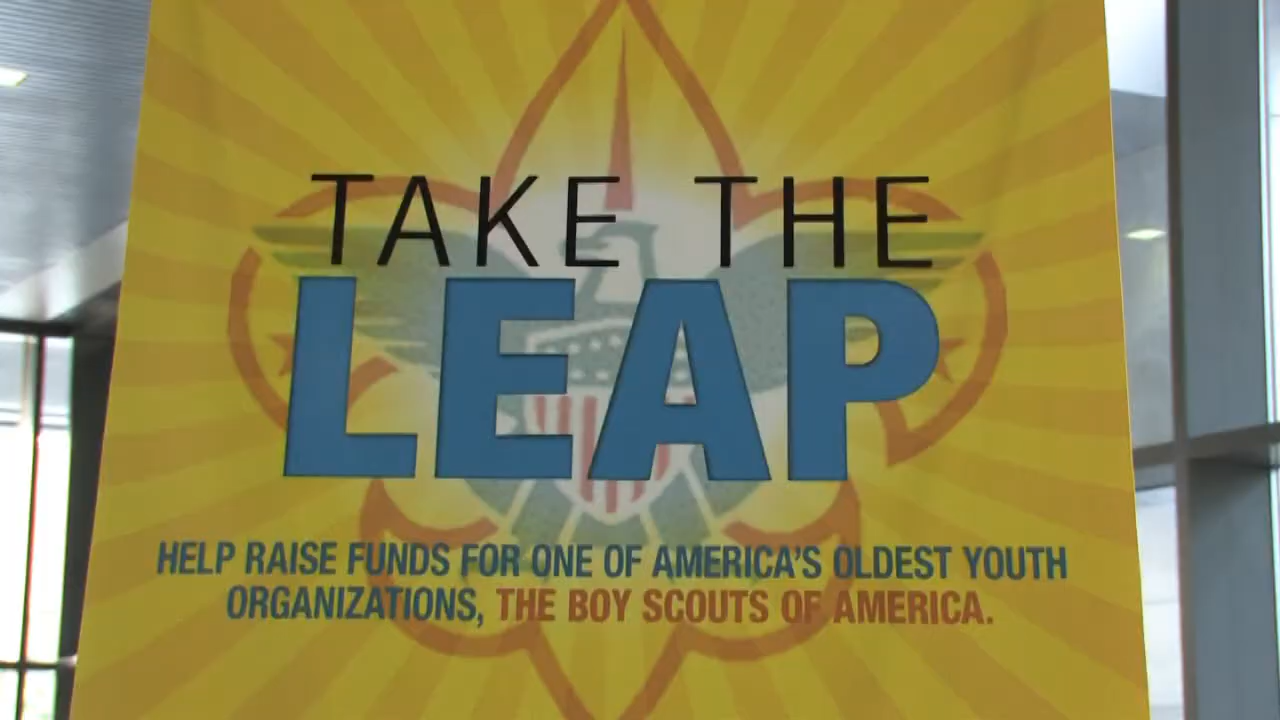 TAKE THE
LEAP
HELP RAISE FUNDS FOR ONE OF AMERICA'S OLDEST YOUTH
ORGANIZATIONS, THE BOY SCOUTS OF AMERICA.